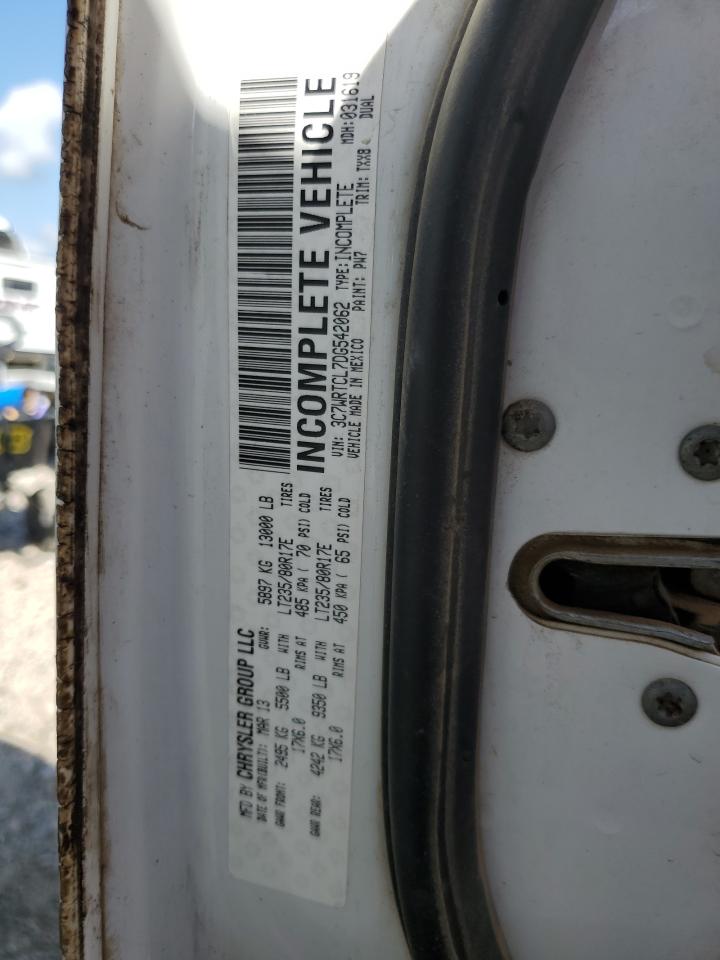 MFD BY CHRYSLER GROUP LLC
DATE OF MFR(BUILT): MAR 13 GVWR: 5897 KG 13000 LB
GAWR FRONT: 2495 KG 5500 LB WITH LT235/80R17E TIRES
17X6.0 RIMS AT 485 KPA ( 70 PSI) COLD
GAWR REAR: 4242 KG 9350 LB WITH LT235/80R17E TIRES
17X6.0 RIMS AT 450 KPA ( 65 PSI) COLD
INCOMPLETE VEHICLE
MDH:031619
DUAL
VIN: 3C7WRTCL7DG542062 TYPE:INCOMPLETE
VEHICLE MADE IN MEXICO PAINT: PW7 TRIM: TXX8